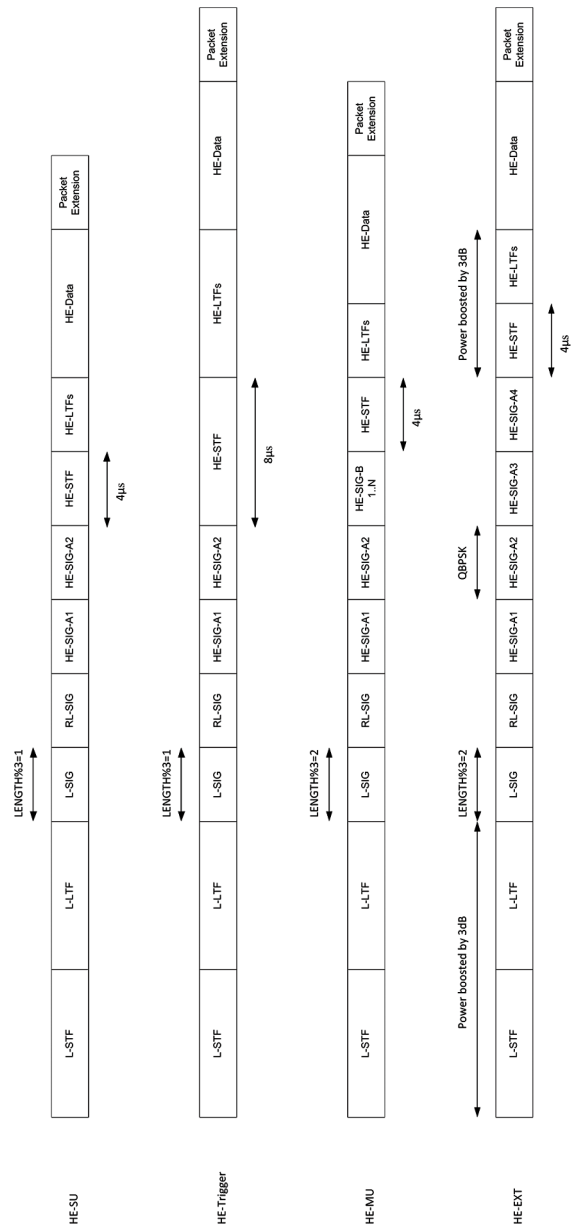 HE-SU
LENGTH%3=1
L-STF
L-LTF
L-SIG
RL-SIG
HE-SIG-A1
HE-SIG-A2
HE-STF
HE-LTFs
HE-Data
Packet
Extension
4µs
HE-Trigger
LENGTH%3=1
L-STF
L-LTF
L-SIG
RL-SIG
HE-SIG-A1
HE-SIG-A2
HE-STF
HE-LTFs
HE-Data
Packet
Extension
8µs
HE-MU
LENGTH%3=2
L-STF
L-LTF
L-SIG
RL-SIG
HE-SIG-A1
HE-SIG-A2
HE-SIG-B
1..N
HE-STF
HE-LTFs
HE-Data
Packet
Extension
4µs
HE-EXT
Power boosted by 3dB
LENGTH%3=2
QBPSK
Power boosted by 3dB
L-STF
L-LTF
L-SIG
RL-SIG
HE-SIG-A1
HE-SIG-A2
HE-SIG-A3
HE-SIG-A4
HE-STF
HE-LTFs
HE-Data
Packet
Extension
4µs